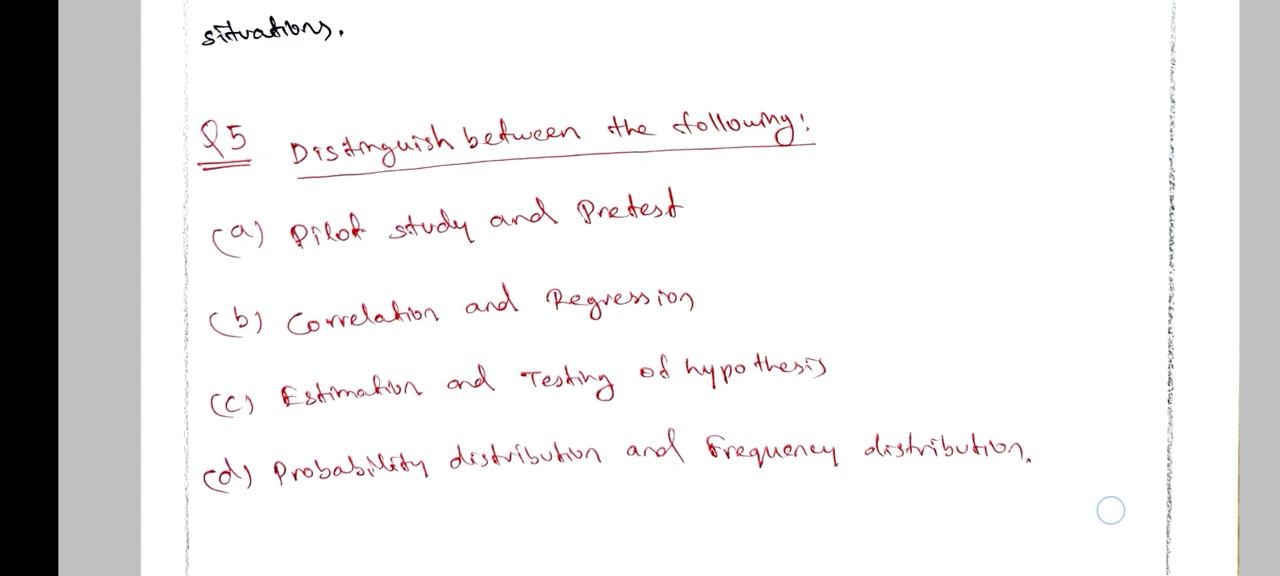 situations.
Q5 Distinguish between the following:
(a) Pilot study and Pretest
(b) Correlation and Regression
(c) Estimation and Testing of hypothesis
(d) Probability distribution and Frequency distribution.